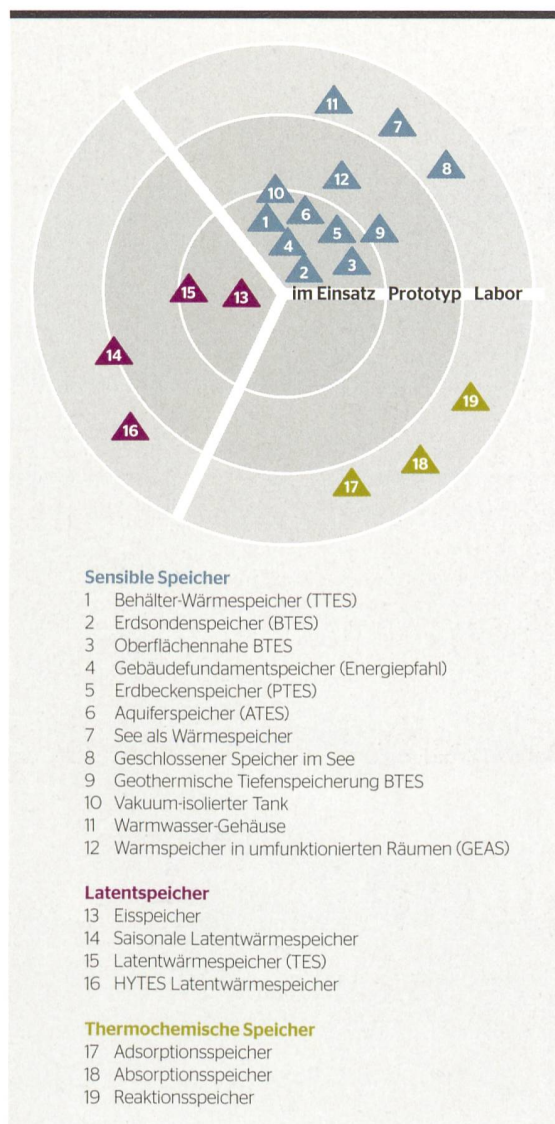 11
7
8
12
10
6
1
5
9
4
3
2
15
13
im Einsatz Prototyp Labor
14
19
16
18
17
Sensible Speicher
1 Behälter-Wärmespeicher (TTES)
2 Erdsondenspeicher (BTES)
3 Oberflächennahe BTES
4 Gebäudefundamentspeicher (Energiepfahl)
5 Erdbeckenspeicher (PTES)
6 Aquiferspeicher (ATES)
7 See als Wärmespeicher
8 Geschlossener Speicher im See
9 Geothermische Tiefenspeicherung BTES
10 Vakuum-isolierter Tank
11 Warmwasser-Gehäuse
12 Warmspeicher in umfunktionierten Räumen (GEAS)
Latentspeicher
13 Eisspeicher
14 Saisonale Latentwärmespeicher
15 Latentwärmespeicher (TES)
16 HYTES Latentwärmespeicher
Thermochemische Speicher
17 Adsorptionsspeicher
18 Absorptionsspeicher
19 Reaktionsspeicher